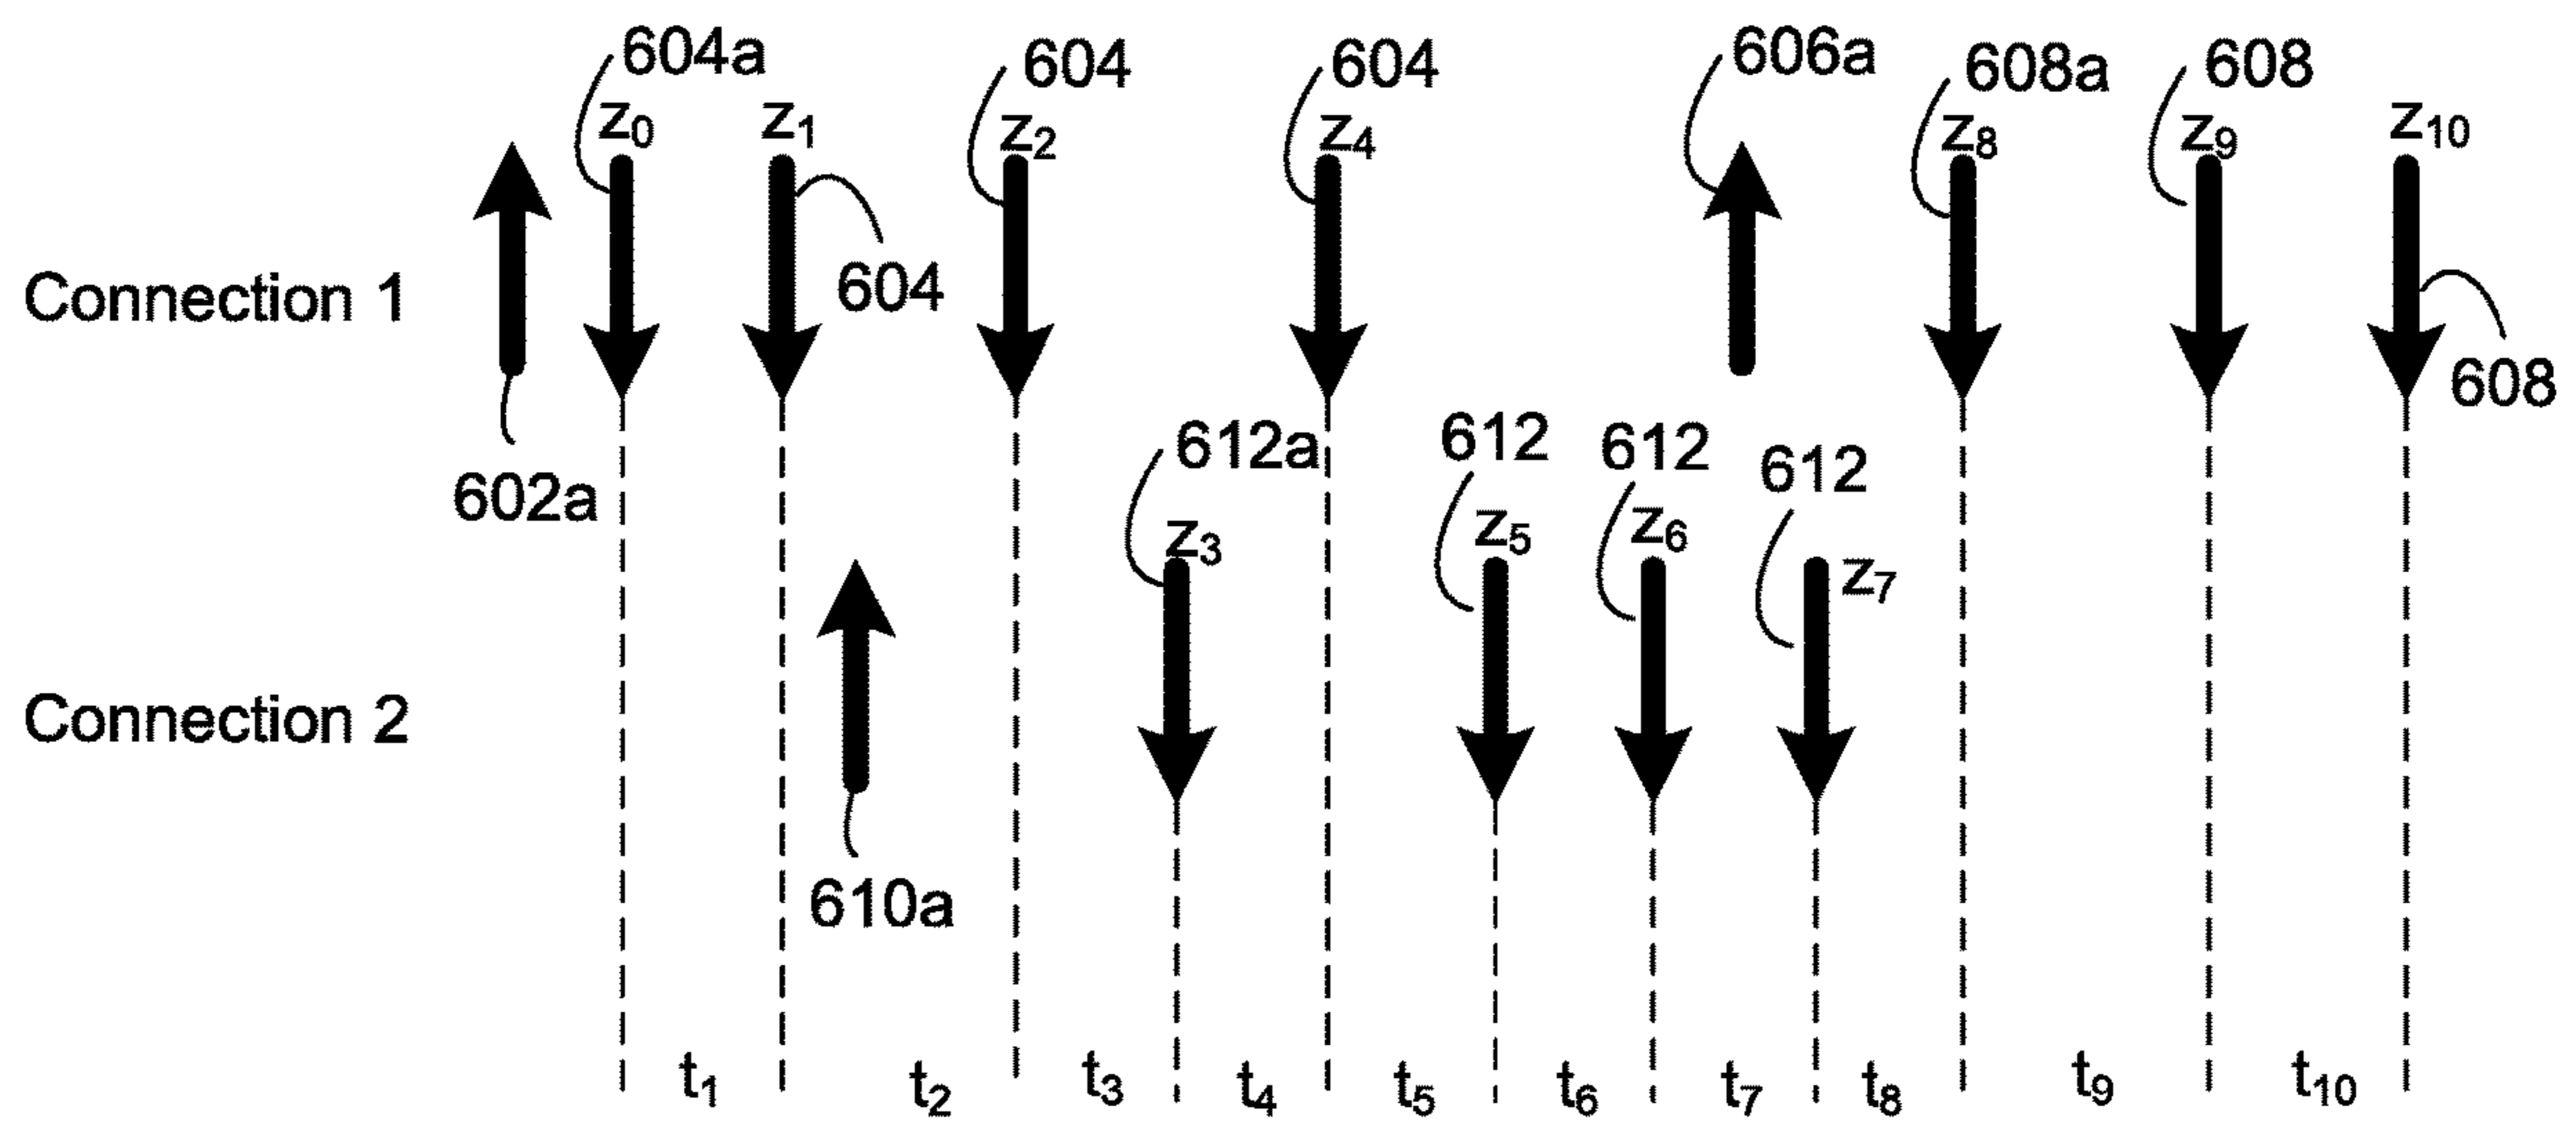 604a 604 604 606a 608a 608
z0 z1 z2 z4 z8 z9 z10
Connection 1 604 608
602a 612a 612 612 612
z3 z5 z6 z7
Connection 2
610a
t1 t2 t3 t4 t5 t6 t7 t8 t9 t10